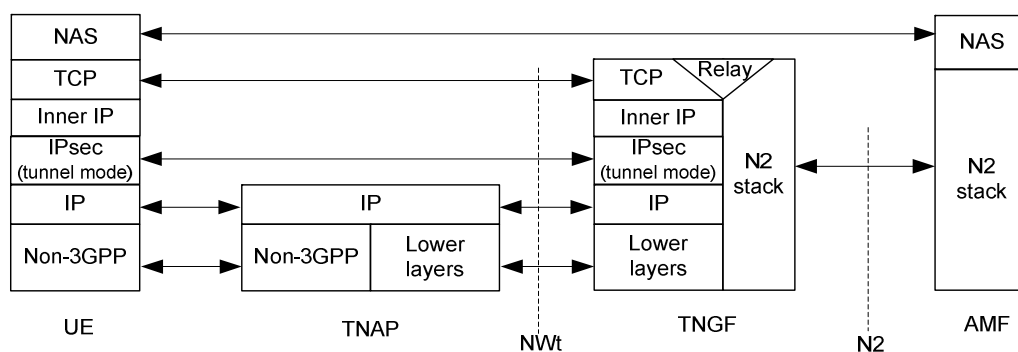 NAS
TCP
Inner IP
IPsec
(tunnel mode)
IP
Non-3GPP
UE
IP
Non-3GPP
Lower
layers
TNAP
NWt
TCP
Relay
Inner IP
IPsec
(tunnel mode)
IP
Lower
layers
N2
stack
TNGF
N2
NAS
N2
stack
AMF